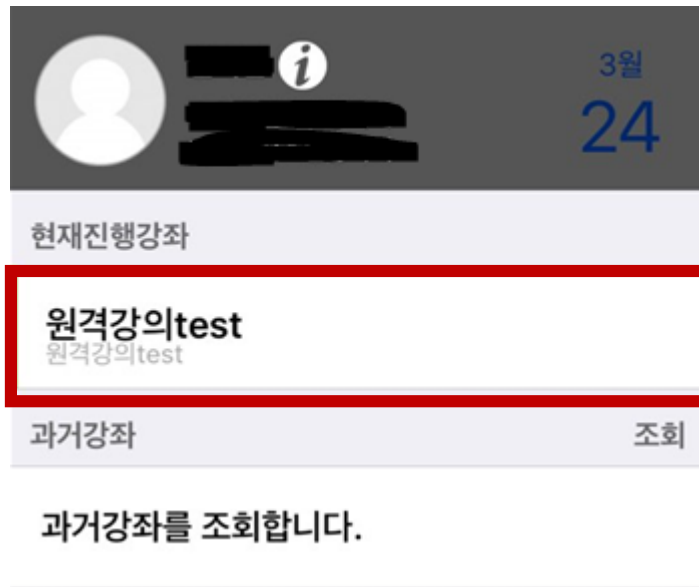 i
3월
24
현재진행강좌
원격강의test
원격강의test
과거강좌 조회
과거강좌를 조회합니다.